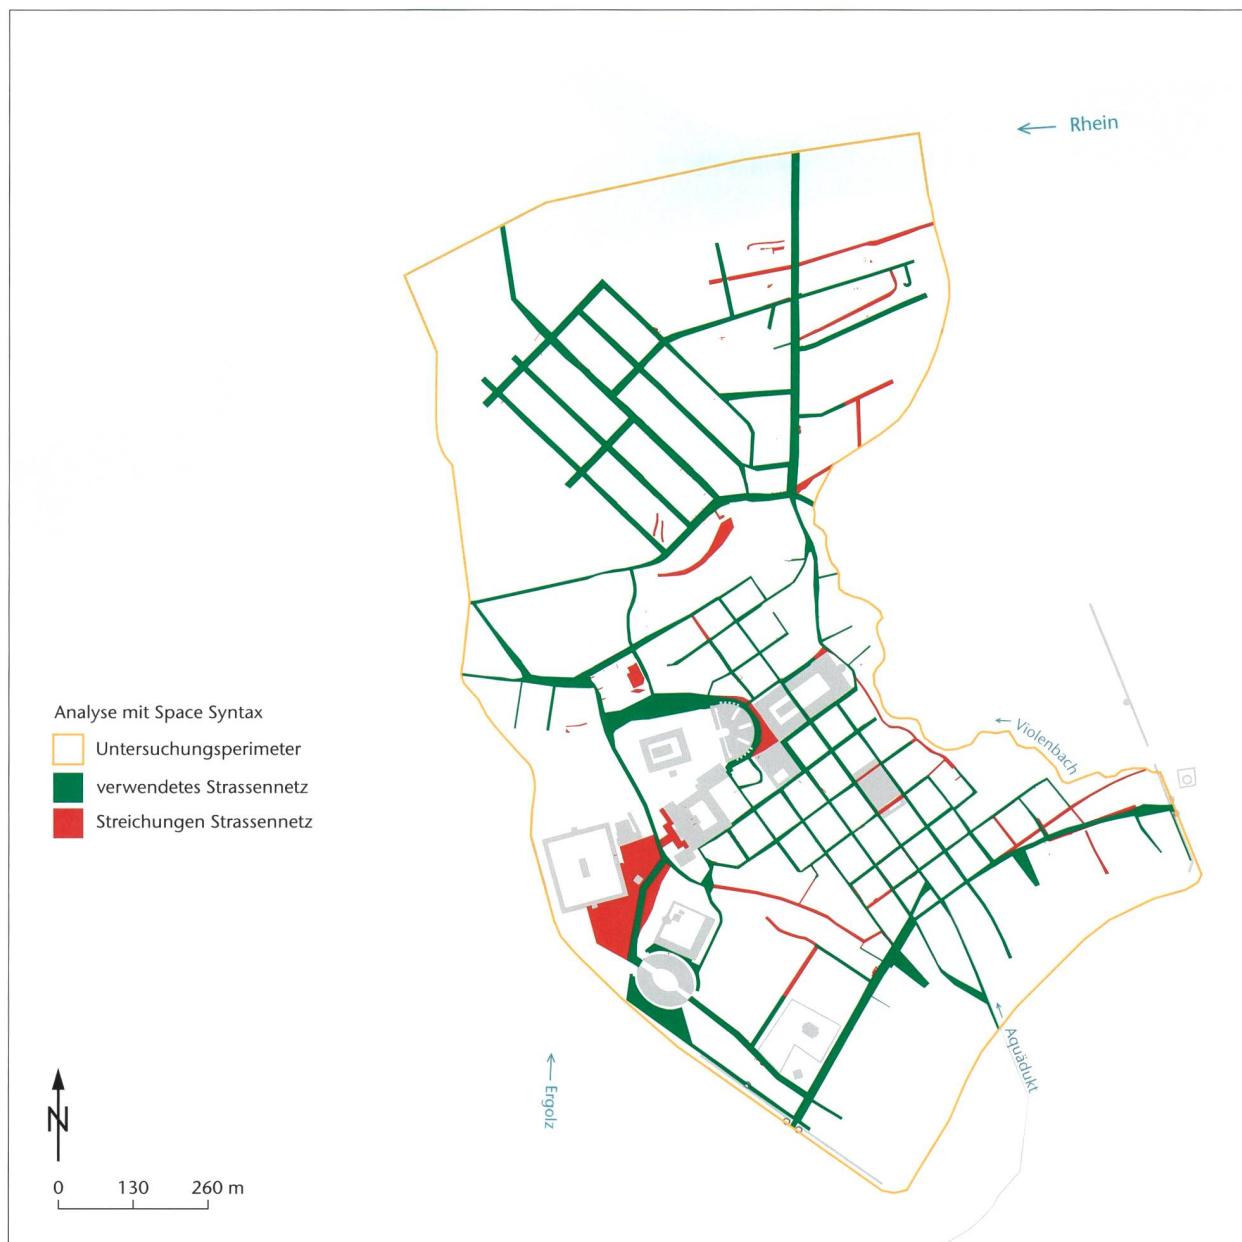 Rhein
Analyse mit Space Syntax
Untersuchungsperimeter
verwendetes Strassennetz
Streichungen Strassennetz
Violenbach
Aquädukt
Ergolz
N
0 130 260 m